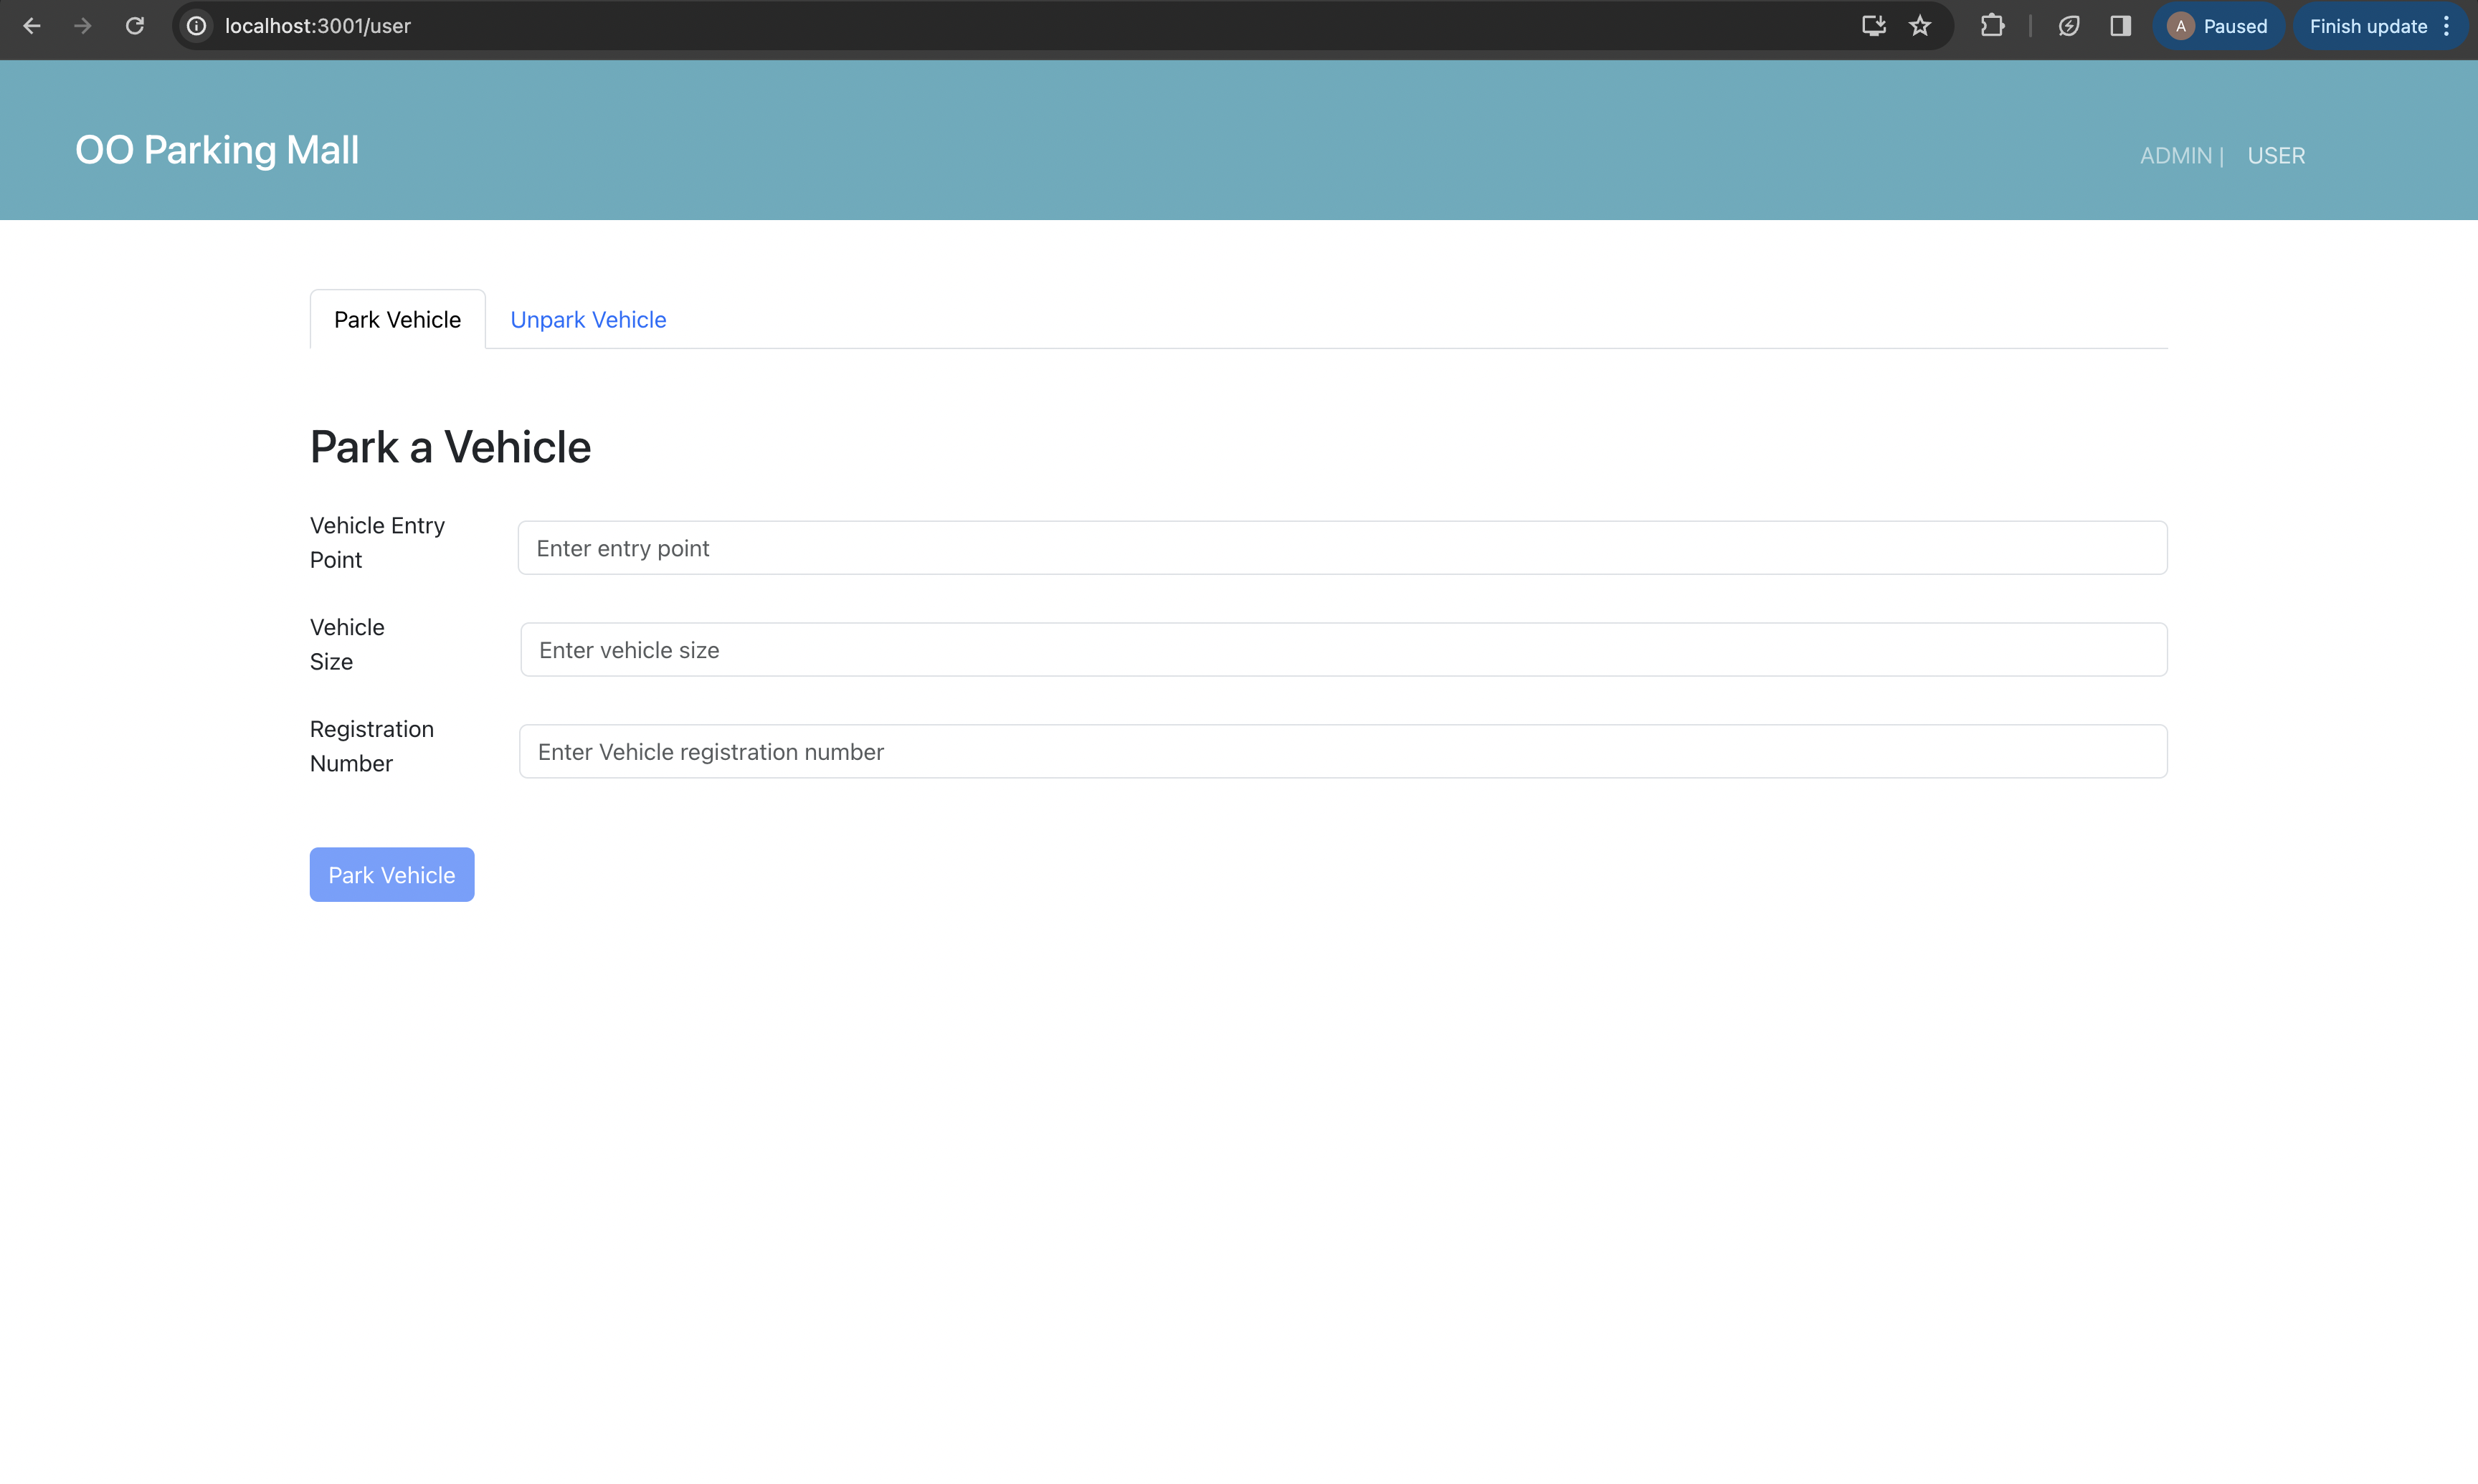 localhost:3001/user
A Paused
Finish update
OO Parking Mall
ADMIN | USER
Park Vehicle
Unpark Vehicle
Park a Vehicle
Vehicle Entry
Point
Enter entry point
Vehicle
Size
Enter vehicle size
Registration
Number
Enter Vehicle registration number
Park Vehicle